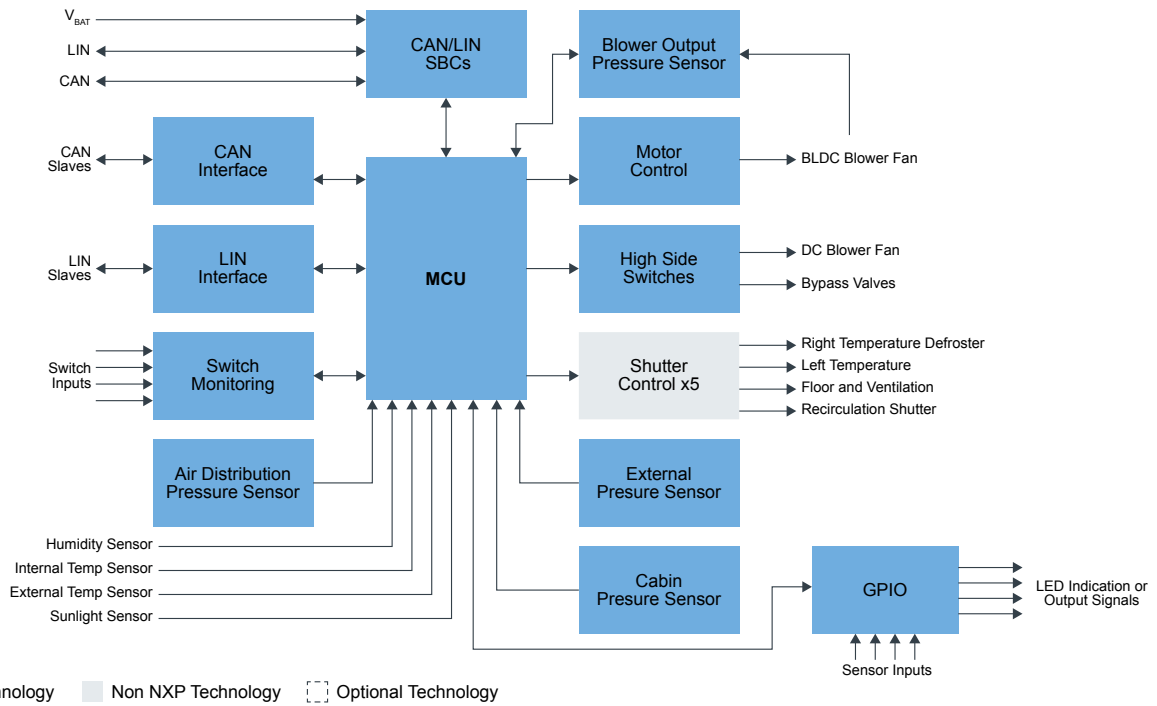 VBAT
LIN
CAN
CAN/LIN
SBCs
Blower Output
Pressure Sensor
CAN
Slaves
CAN
Interface
Motor
Control
BLDC Blower Fan
LIN
Slaves
LIN
Interface
MCU
High Side
Switches
DC Blower Fan
Bypass Valves
Switch
Inputs
Switch
Monitoring
Shutter
Control x5
Right Temperature Defroster
Left Temperature
Floor and Ventilation
Recirculation Shutter
Air Distribution
Pressure Sensor
External
Presure Sensor
Humidity Sensor
Internal Temp Sensor
External Temp Sensor
Sunlight Sensor
Cabin
Presure Sensor
GPIO
LED Indication or
Output Signals
Sensor Inputs
Non NXP Technology
Optional Technology